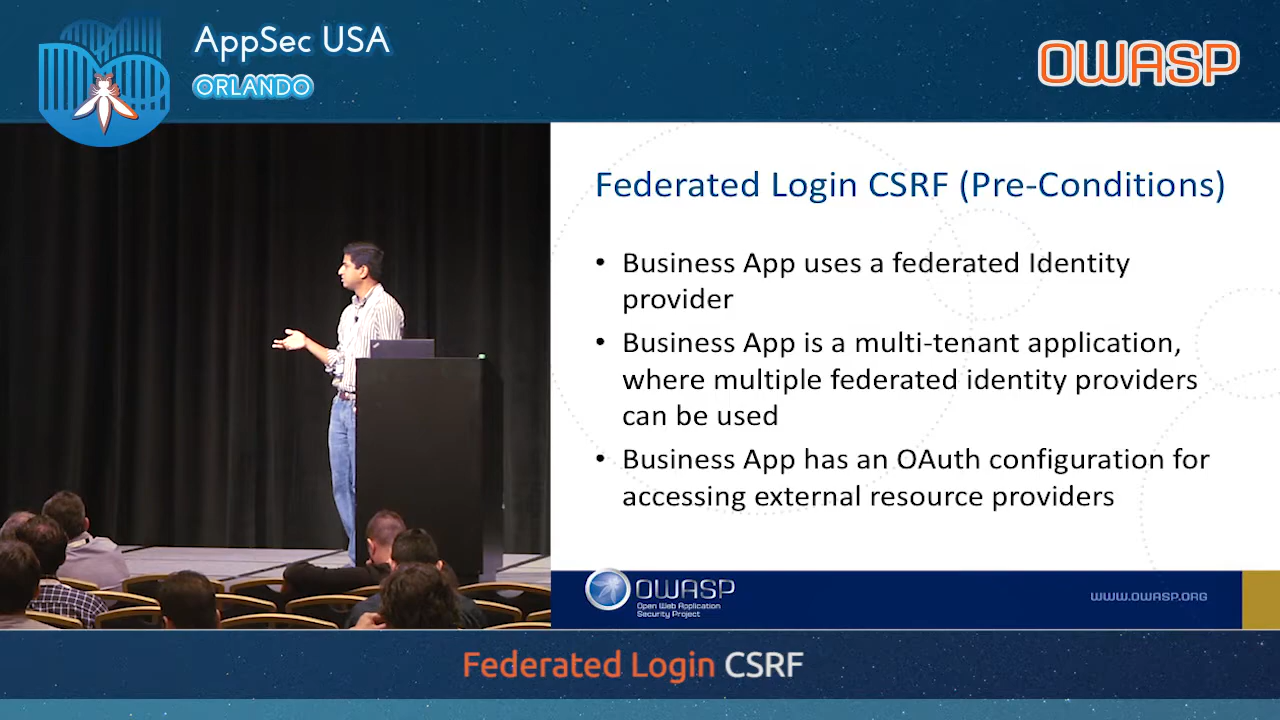 AppSec USA
ORLANDO
OWASP
Federated Login CSRF (Pre-Conditions)
• Business App uses a federated Identity
provider
• Business App is a multi-tenant application,
where multiple federated identity providers
can be used
• Business App has an OAuth configuration for
accessing external resource providers
OWASP
Open Web Application
Security Project
WWW.OWASP.ORG
Federated Login CSRF